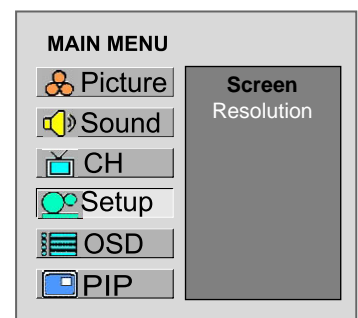 MAIN MENU
Picture
Sound
CH
Setup
OSD
PIP
Screen
Resolution